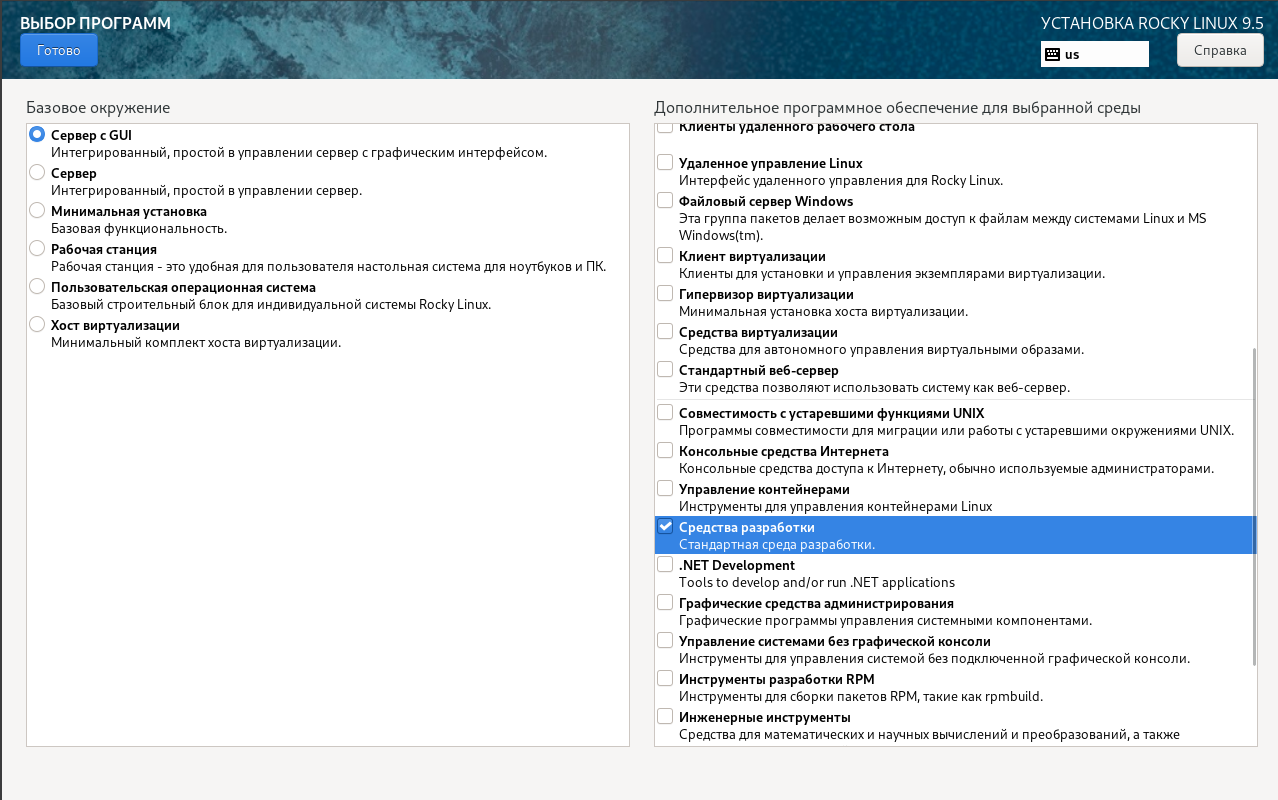 ВЫБОР ПРОГРАММ
Готово
УСТАНОВКА ROCKY LINUX 9.5
us
Справка
Базовое окружение
Сервер с GUI
Интегрированный, простой в управлении сервер с графическим интерфейсом.
Сервер
Интегрированный, простой в управлении сервер.
Минимальная установка
Базовая функциональность.
Рабочая станция
Рабочая станция - это удобная для пользователя настольная система для ноутбуков и ПК.
Пользовательская операционная система
Базовый строительный блок для индивидуальной системы Rocky Linux.
Хост виртуализации
Минимальный комплект хоста виртуализации.
Дополнительное программное обеспечение для выбранной среды
Клиенты удаленного рабочего стола
Удаленное управление Linux
Интерфейс удаленного управления для Rocky Linux.
Файловый сервер Windows
Эта группа пакетов делает возможным доступ к файлам между системами Linux и MS
Windows(tm).
Клиент виртуализации
Клиенты для установки и управления экземплярами виртуализации.
Гипервизор виртуализации
Минимальная установка хоста виртуализации.
Средства виртуализации
Средства для автономного управления виртуальными образами.
Стандартный веб-сервер
Эти средства позволяют использовать систему как веб-сервер.
Совместимость с устаревшими функциями UNIX
Программы совместимости для миграции или работы с устаревшими окружениями UNIX.
Консольные средства Интернета
Консольные средства доступа к Интернету, обычно используемые администраторами.
Управление контейнерами
Инструменты для управления контейнерами Linux
Средства разработки
Стандартная среда разработки.
.NET Development
Tools to develop and/or run .NET applications
Графические средства администрирования
Графические программы управления системными компонентами.
Управление системами без графической консоли
Инструменты для управления системой без подключенной графической консоли.
Инструменты разработки RPM
Инструменты для сборки пакетов RPM, такие как rpmbuild.
Инженерные инструменты
Средства для математических и научных вычислений и преобразований, а также